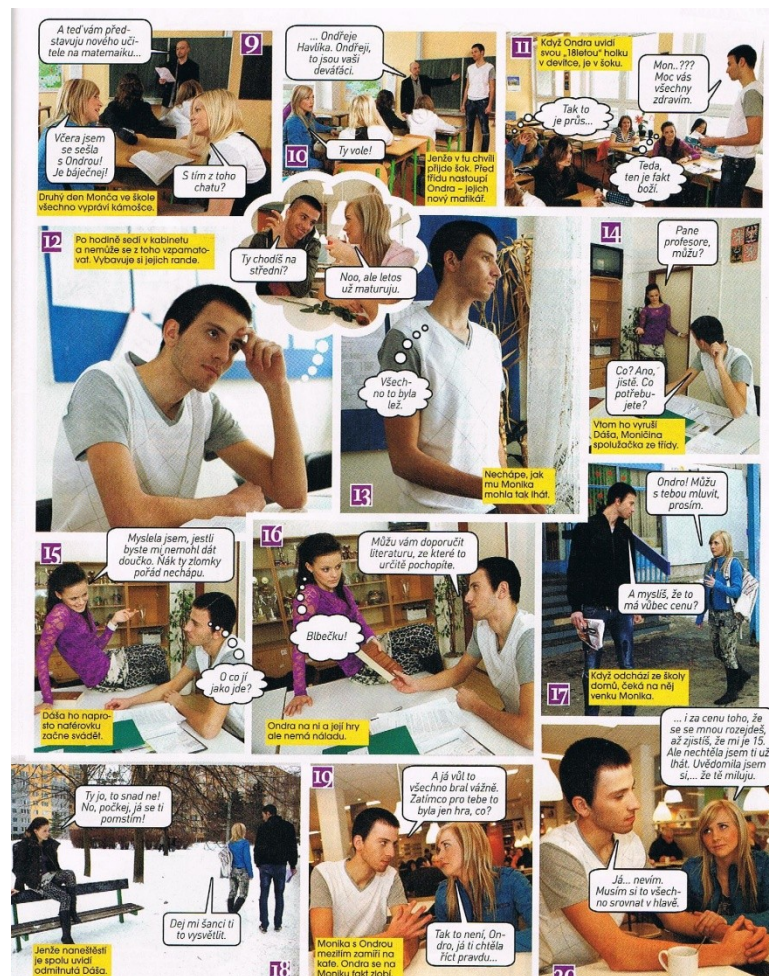 A teď vám před-
stavuju nového uči-
tele na matemaiku...
9
Včera jsem
se sešla
s Ondrou!
Je báječnej!
S tím z toho
chatu?
Druhý den Monča ve škole
všechno vypráví kámošce.
... Ondřeje
Havlíka. Ondřeji,
to jsou vaši
deváťáci.
Ty vole!
10
Jenže v tu chvíli
přijde šok. Před
třídu nastoupí
Ondra – jejich
nový matikář.
11
Když Ondra uvidí
svou „18letou" holku
v devítce, je v šoku.
Mon..???
Moc vás
všechny
zdravím.
Tak to
je průs...
Teda,
ten je fakt
boží.
12
Po hodině sedí v kabinetu
a nemůže se z toho vzpamato-
vat. Vybavuje si jejich rande.
Ty chodíš na
střední?
Noo, ale letos
už maturuju.
Všech-
no to byla
lež.
13
Nechápe, jak
mu Monika
mohla tak lhát.
14
Pane
profesore,
můžu?
Co? Ano,
jistě. Co
potřebu-
jete?
Vtom ho vyruší
Dáša, Moničina
spolužačka ze třídy.
15
Myslela jsem, jestli
byste mi nemohl dát
doučko. Ňák ty zlomky
pořád nechápu.
O co jí
jako jde?
Dáša ho napro-
sto naférovku
začne svádět.
16
Můžu vám doporučit
literaturu, ze které to
určitě pochopíte.
Blbečku!
Ondra na ni a její hry
ale nemá náladu.
Ondro! Můžu
s tebou mluvit,
prosím.
A myslíš, že to
má vůbec cenu?
17
Když odchází ze školy
domů, čeká na něj
venku Monika.
Ty jo, to snad ne!
No, počkej, já se ti
pomstím!
Dej mi šanci ti
to vysvětlit.
Jenže naneštěstí
je spolu uvidí
odmítnutá Dáša.
18
19
A já vůl to
všechno bral vážně.
Zatímco pro tebe to
byla jen hra, co?
Tak to není, On-
dro, já ti chtěla
říct pravdu...
Monika s Ondrou
mezitím zamíří na
kafe. Ondra se na
Moniku fakt zlobí.
... i za cenu toho, že
se se mnou rozejdeš,
až zjistíš, že mi je 15.
Ale nechtěla jsem ti už
lhát. Uvědomila jsem
si,... že tě miluju.
Já... nevím.
Musím si to všech-
no srovnat v hlavě.
20